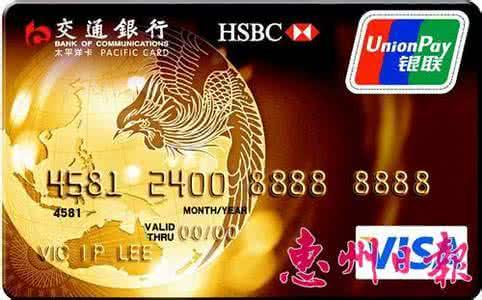 交通銀行 HSBC
BANK OF COMMUNICATIONS
太平洋卡 PACIFIC CARD
UnionPay
银联
4581 2400 8888 8888
4581 MONTH/YEAR
VALID THRU 00/00
VIC IP LEE
VISA
惠州日报